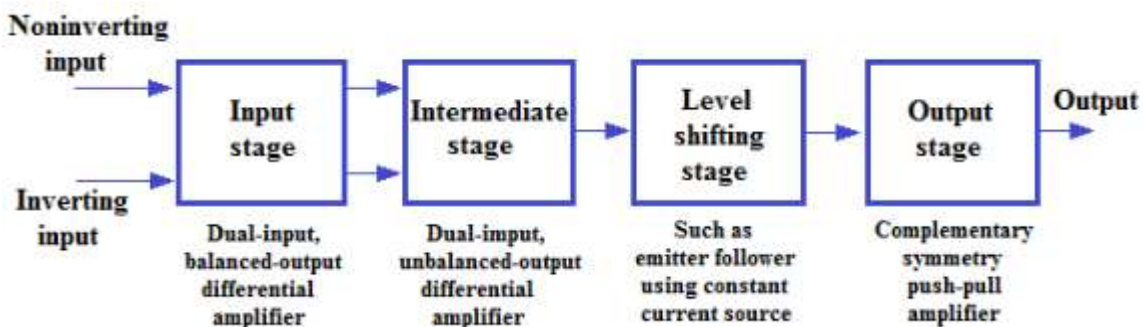 Noninverting
input
Inverting
input
Input
stage
Dual-input,
balanced-output
differential
amplifier
Intermediate
stage
Dual-imput,
unbalanced-output
differential
amplifier
Level
shifting
stage
Such as
emitter follower
using constant
current source
Output
stage
Complementary
symmetry
push-pull
amplifier
Output